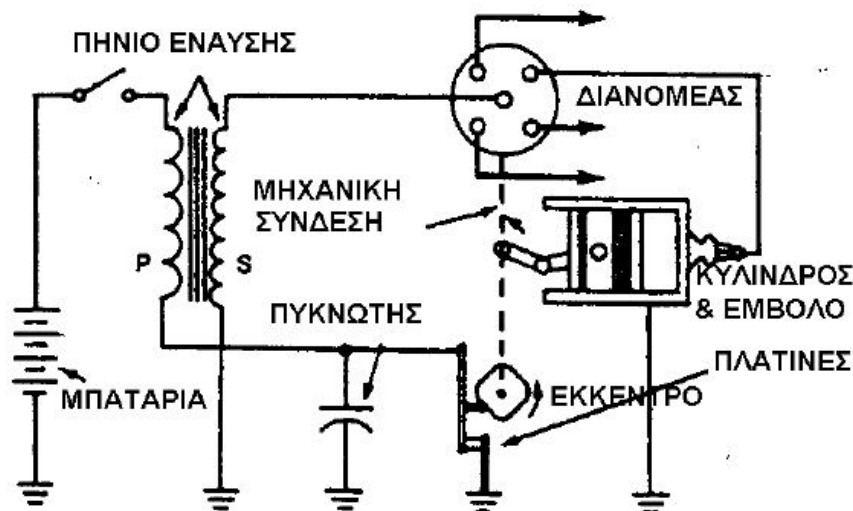 ΠΗΝΙΟ ΕΝΑΥΣΗΣ
ΔΙΑΝΟΜΕΑΣ
ΜΗΧΑΝΙΚΗ
ΣΥΝΔΕΣΗ
P
S
ΚΥΛΙΝΔΡΟΣ
& ΕΜΒΟΛΟ
ΠΥΚΝΩΤΗΣ
ΠΛΑΤΙΝΕΣ
ΜΠΑΤΑΡΙΑ
ΕΚΚΕΝΤΡΟ